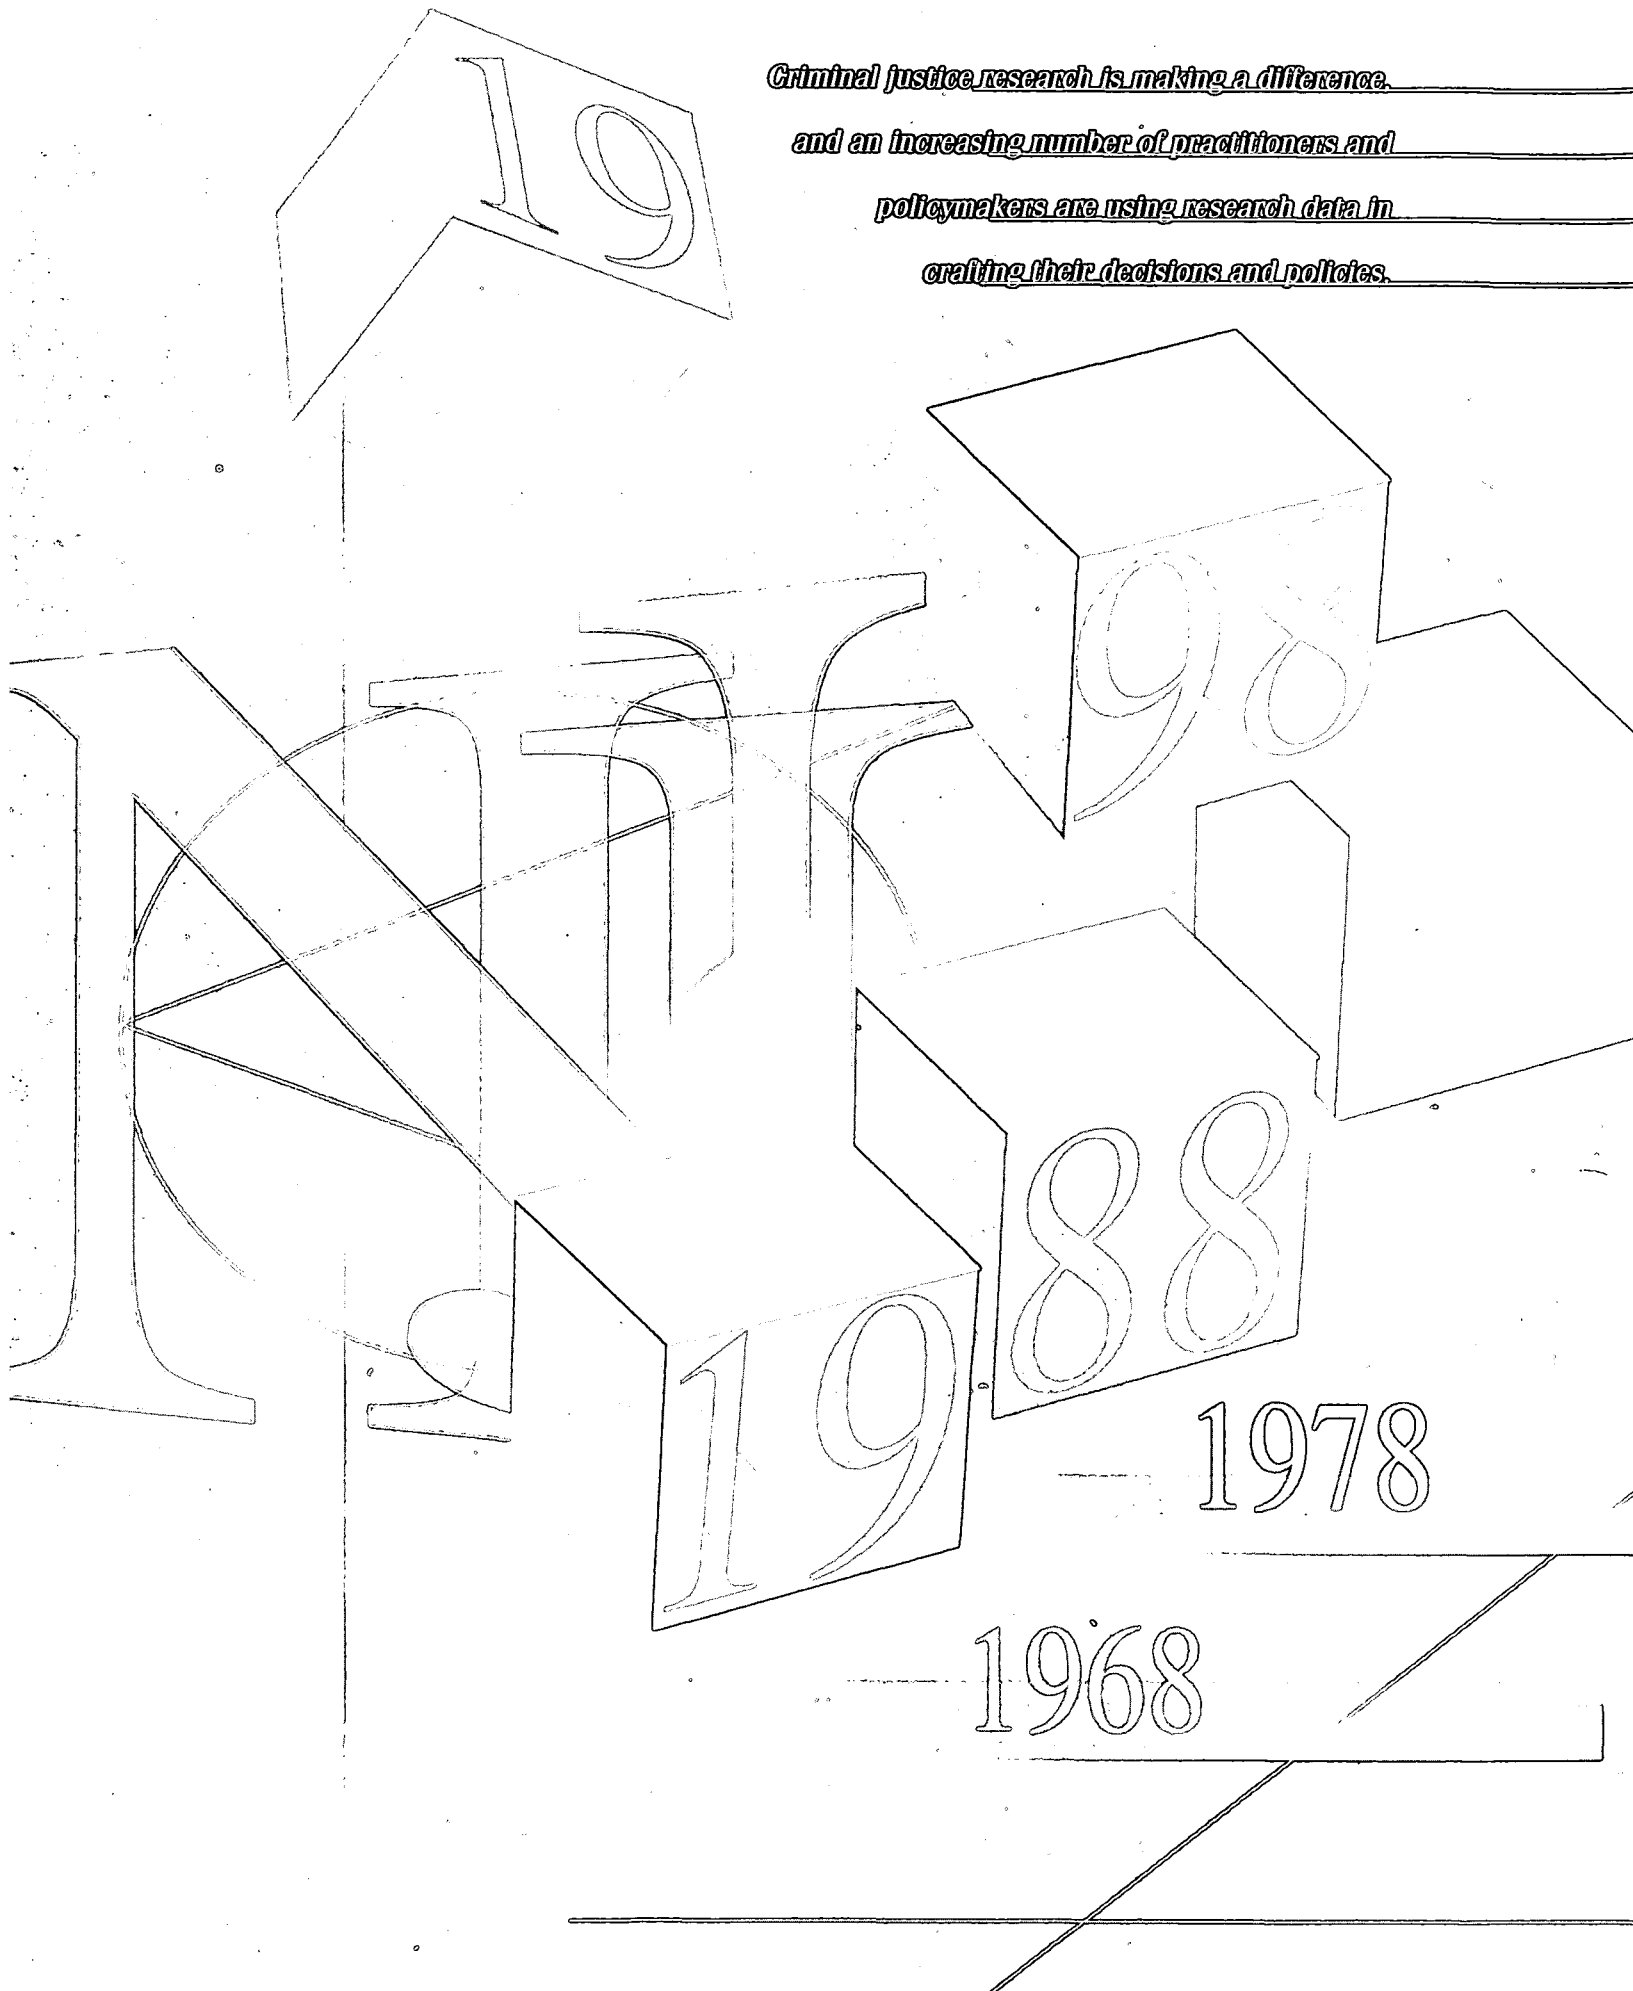 Criminal justice research is making a difference,
and an increasing number of practitioners and
policymakers are using research data in
crafting their decisions and policies.
19
98
NIJ
88
19
1978
1968